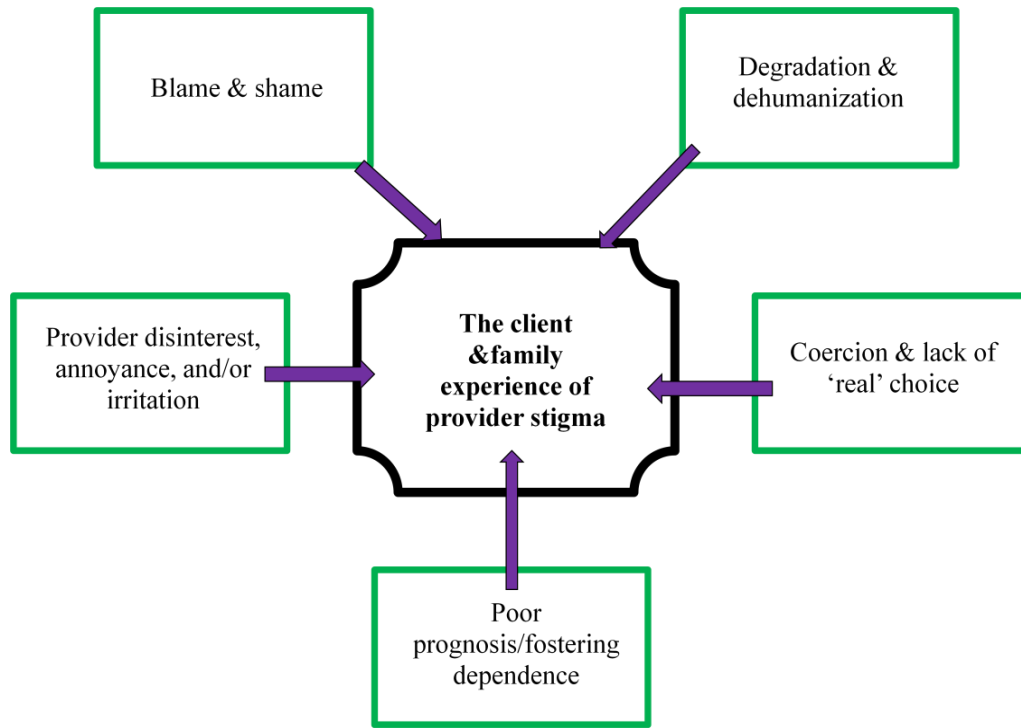 Blame & shame
Degradation &
dehumanization
Provider disinterest,
annoyance, and/or
irritation
The client
&family
experience of
provider stigma
Coercion & lack of
‘real’ choice
Poor
prognosis/fostering
dependence